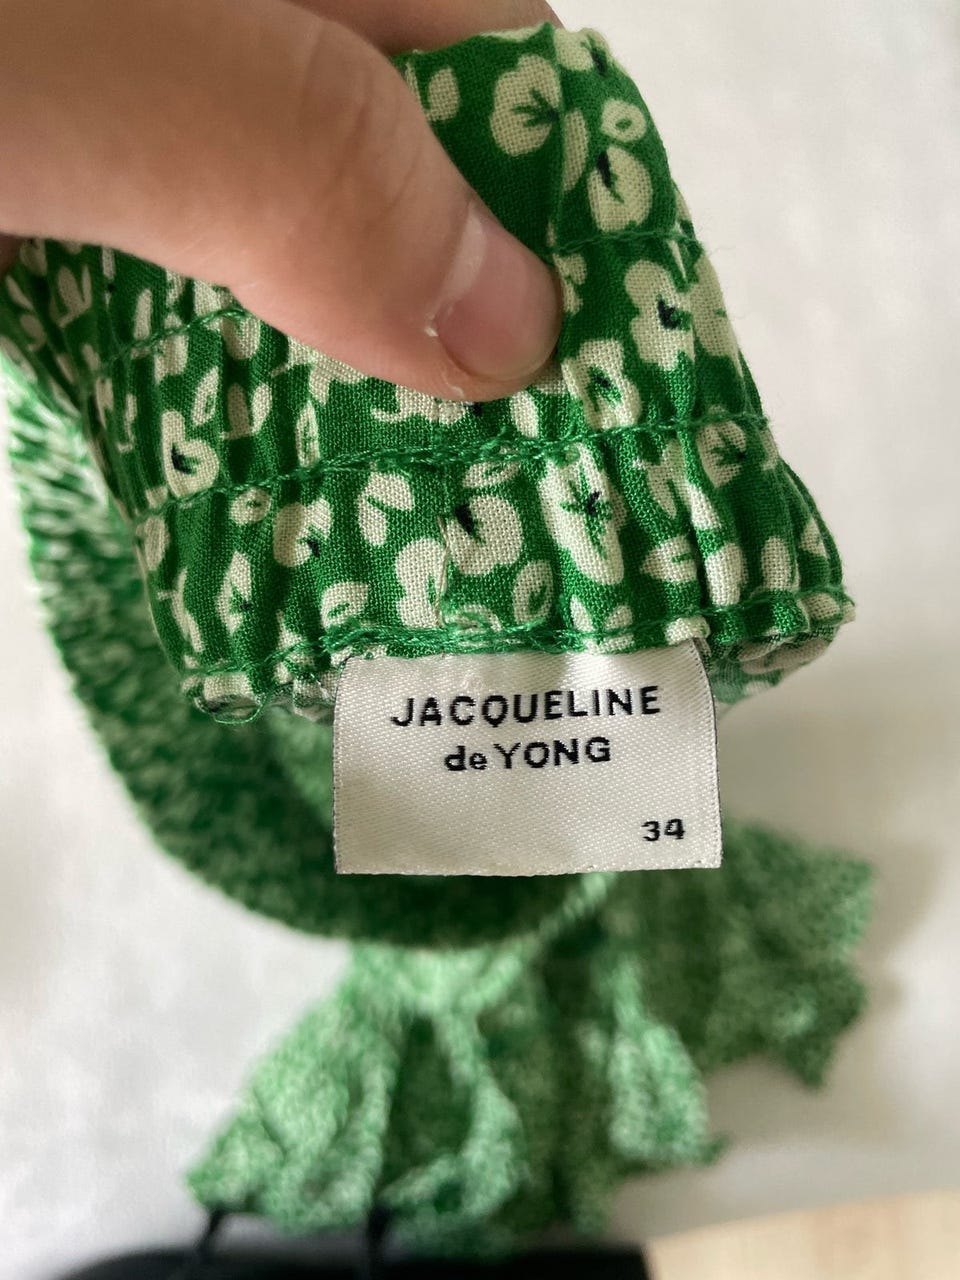 JACQUELINE
de YONG
34